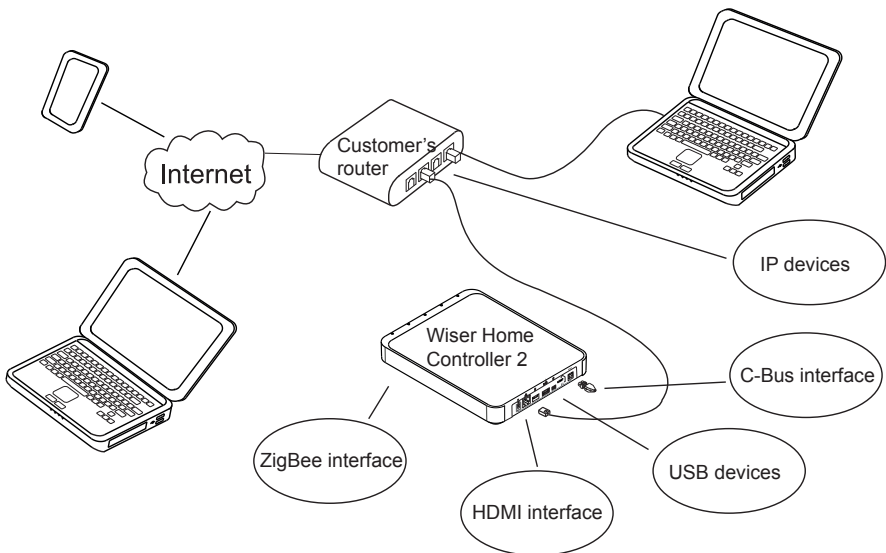 Customer's
router
Internet
IP devices
Wiser Home
Controller 2
C-Bus interface
ZigBee interface
USB devices
HDMI interface